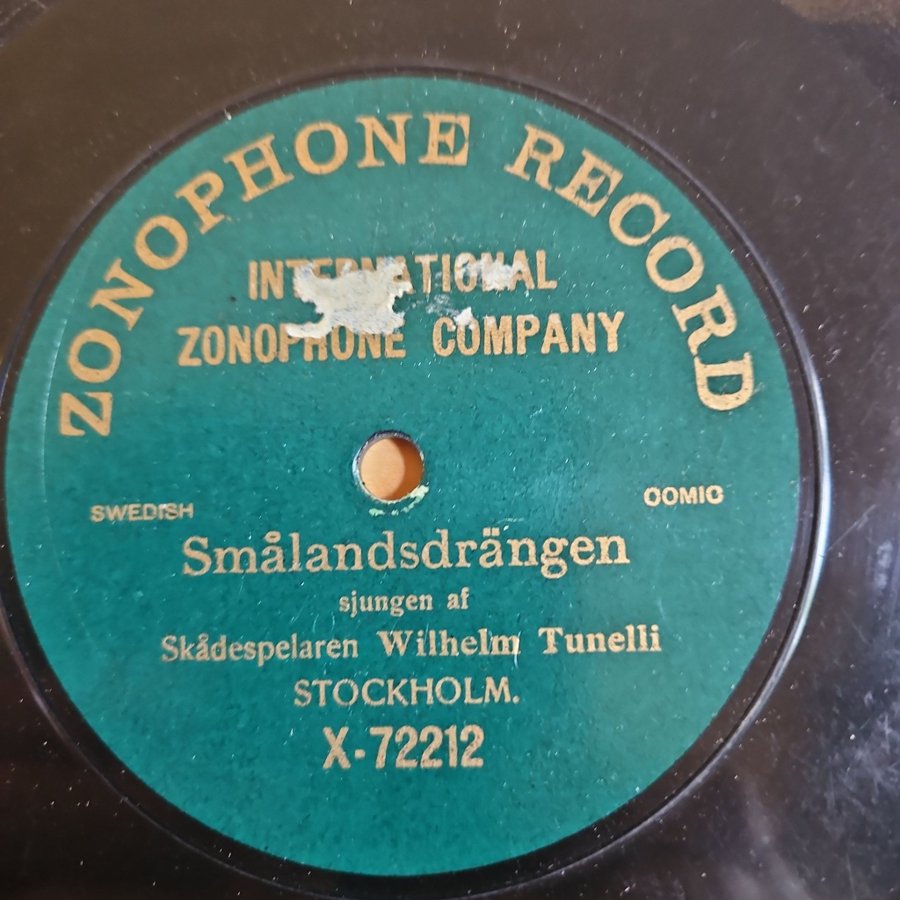 ZONOPHONE RECORD
INTERNATIONAL
ZONOPHONE COMPANY
SWEDISH
COMIC
Smålandsdrängen
sjungen af
Skådespelaren Wilhelm Tunelli
STOCKHOLM.
X-72212